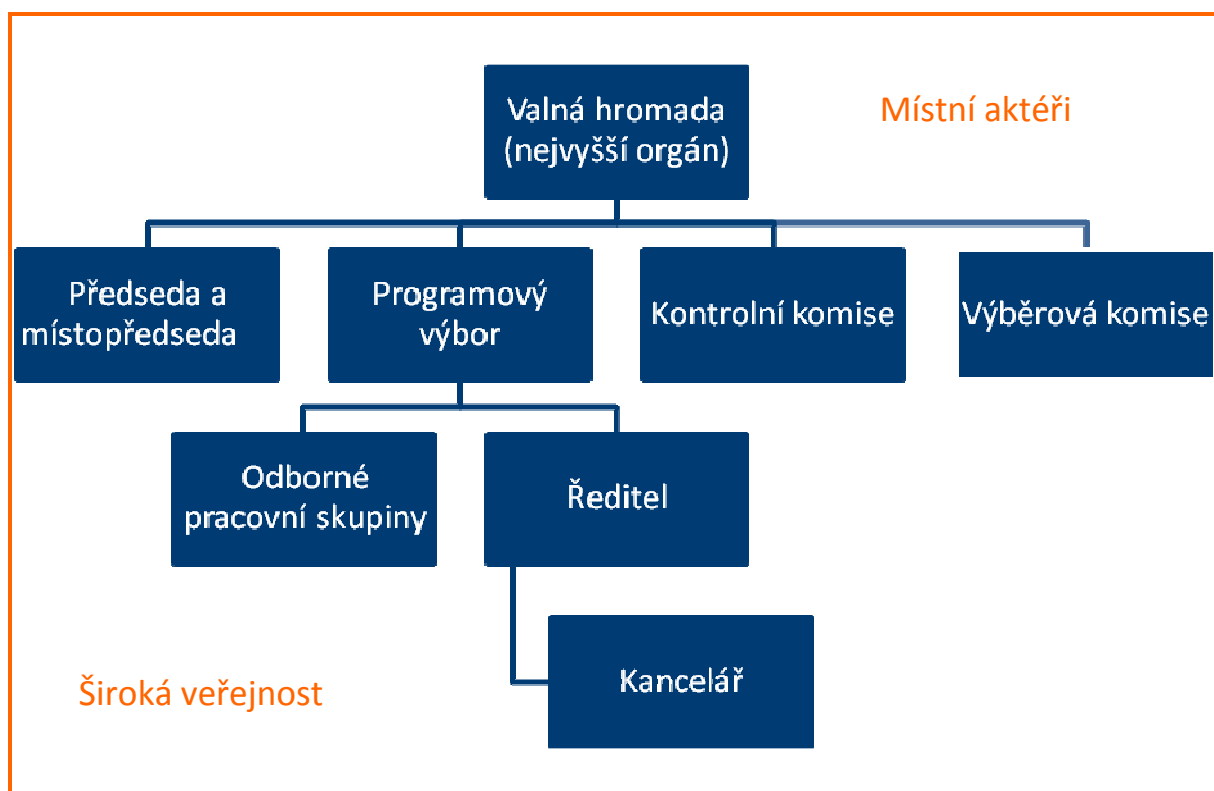 Valná hromada
(nejvyšší orgán)
Místní aktéři
Předseda a
místopředseda
Programový
výbor
Kontrolní komise
Výběrová komise
Odborné
pracovní skupiny
Ředitel
Kancelář
Široká veřejnost